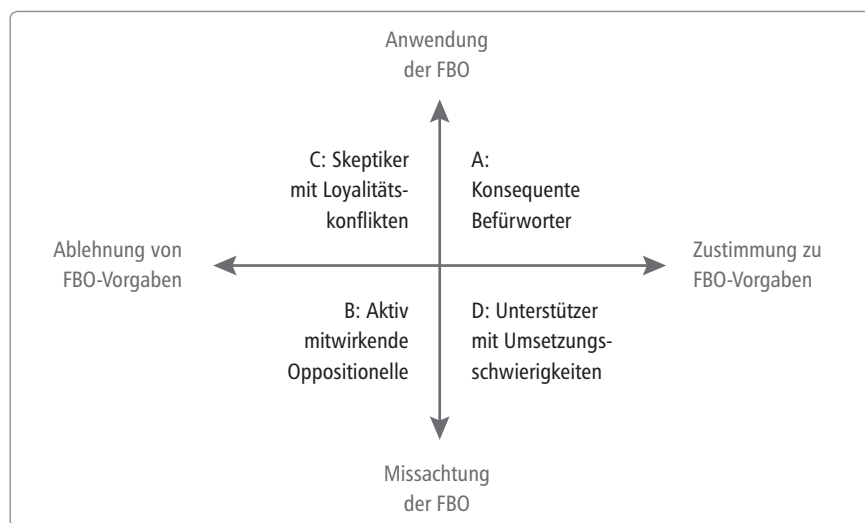 Anwendung
der FBO
C: Skeptiker
mit Loyalitäts-
konflikten
A:
Konsequente
Befürworter
Ablehnung von
FBO-Vorgaben
Zustimmung zu
FBO-Vorgaben
B: Aktiv
mitwirkende
Oppositionelle
D: Unterstützer
mit Umsetzungs-
schwierigkeiten
Missachtung
der FBO